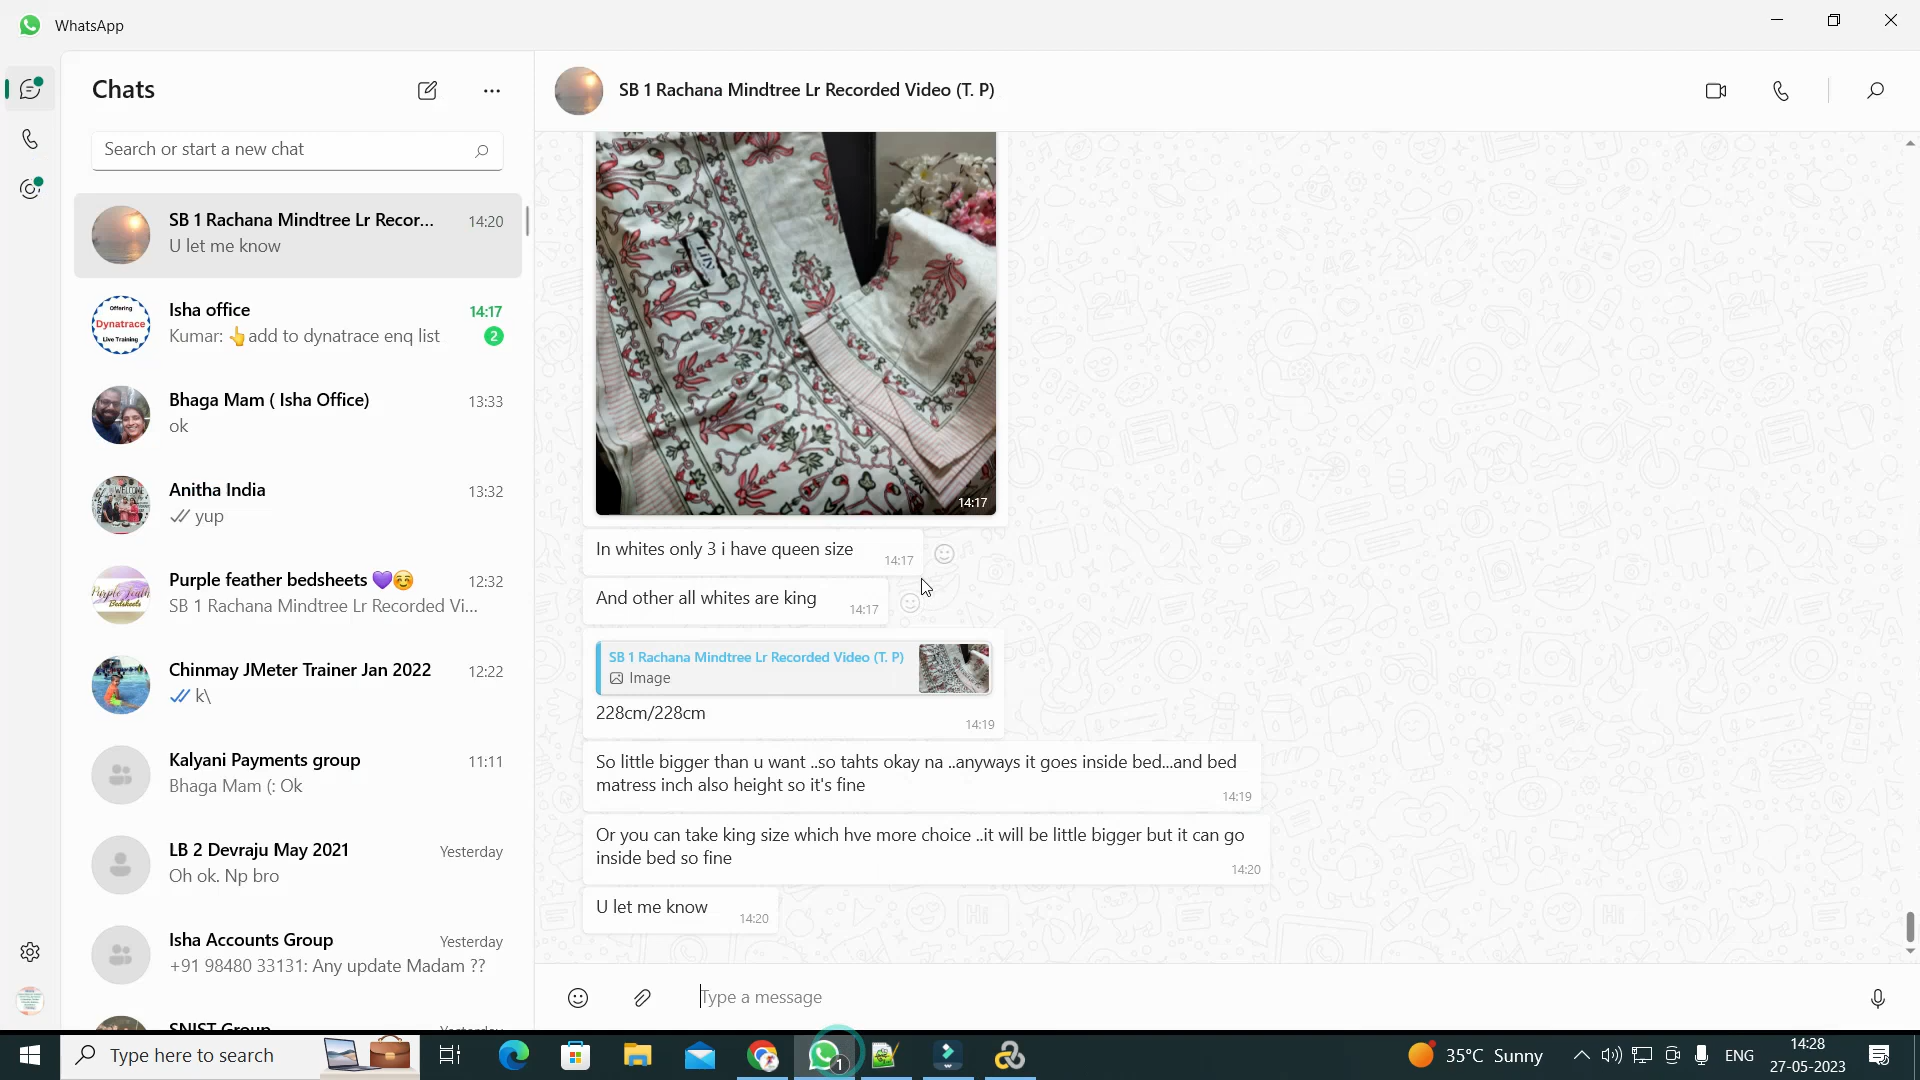 WhatsApp
Chats
Search or start a new chat
SB 1 Rachana Mindtree Lr Recor...
14:20
U let me know
Offering
Dynatrace
Live Training
Isha office
14:17
Kumar: 👆add to dynatrace enq list
2
Bhaga Mam ( Isha Office)
13:33
ok
WELCOME
Anitha India
13:32
yup
Purple feather bedsheets 💜☺️
12:32
SB 1 Rachana Mindtree Lr Recorded Vi...
Chinmay JMeter Trainer Jan 2022
12:22
k\
Kalyani Payments group
11:11
Bhaga Mam (: Ok
LB 2 Devraju May 2021
Yesterday
Oh ok. Np bro
Isha Accounts Group
Yesterday
+91 98480 33131: Any update Madam ??
SNIST Group
Yesterday
SB 1 Rachana Mindtree Lr Recorded Video (T. P)
14:17
In whites only 3 i have queen size
14:17
And other all whites are king
14:17
SB 1 Rachana Mindtree Lr Recorded Video (T. P)
Image
228cm/228cm
14:19
So little bigger than u want ..so tahts okay na ..anyways it goes inside bed...and bed
matress inch also height so it's fine
14:19
Or you can take king size which hve more choice ..it will be little bigger but it can go
inside bed so fine
14:20
U let me know
14:20
Type a message
Type here to search
1
35°C Sunny
ENG
14:28
27-05-2023